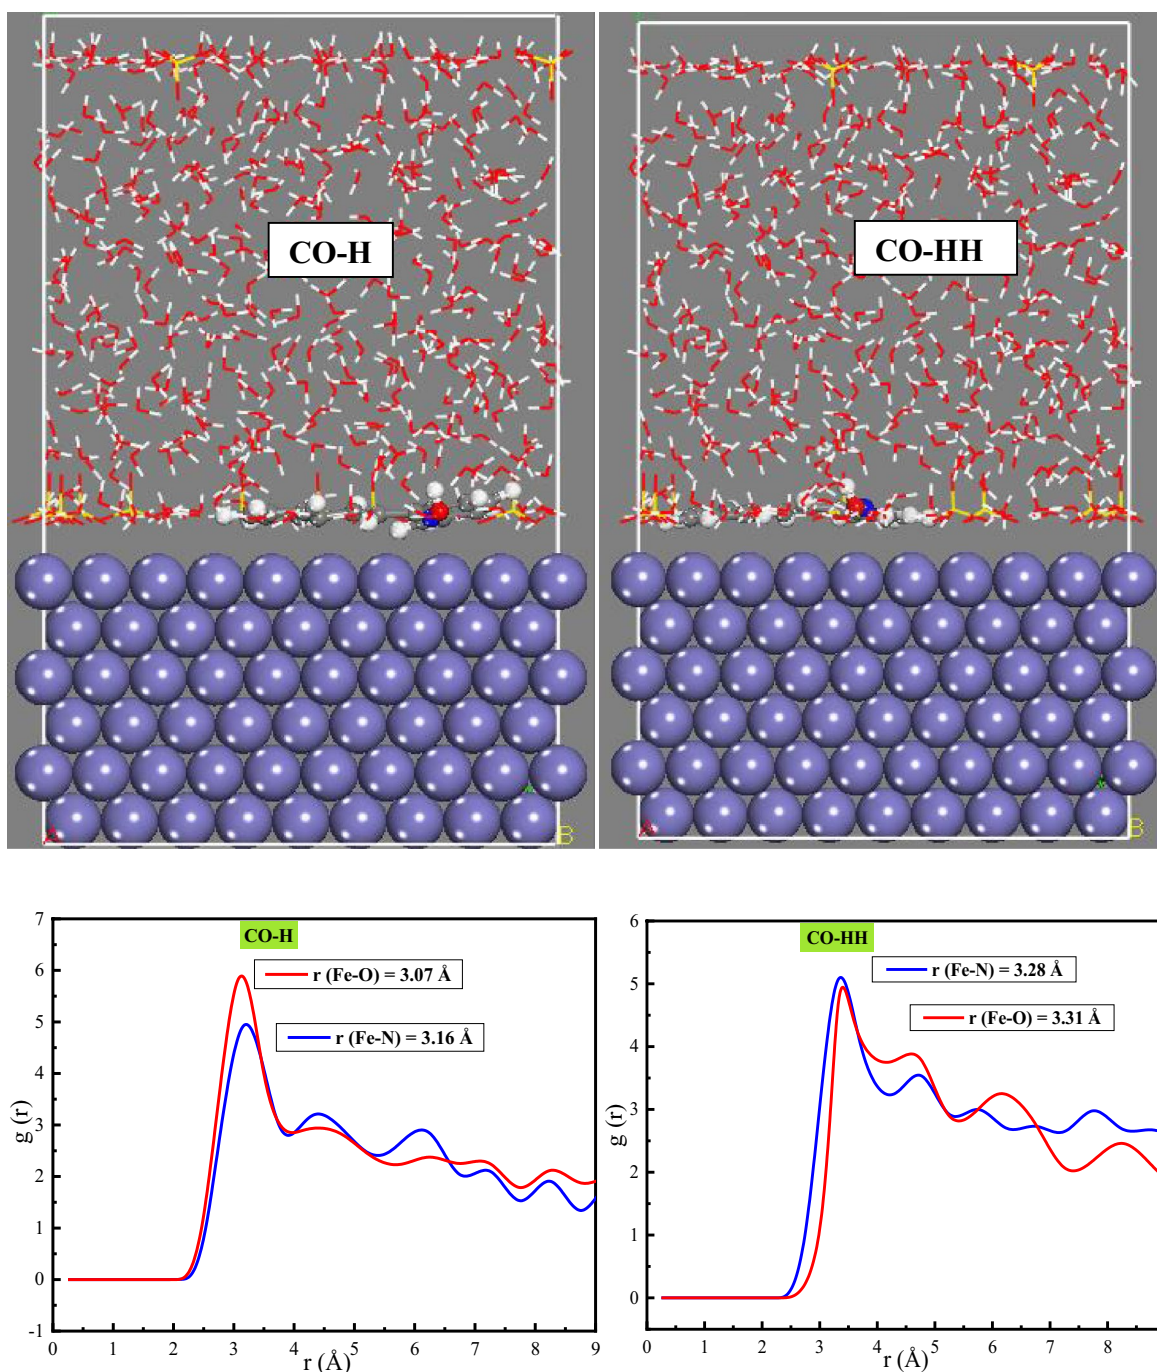 CO-H
CO-HH
A
B
A
B
CO-H
r (Fe-O) = 3.07 Å
r (Fe-N) = 3.16 Å
7
6
5
4
3
2
1
0
-1
g (r)
0 1 2 3 4 5 6 7 8 9
r (Å)
CO-HH
r (Fe-N) = 3.28 Å
r (Fe-O) = 3.31 Å
6
5
4
3
2
1
0
g (r)
0 1 2 3 4 5 6 7 8
r (Å)